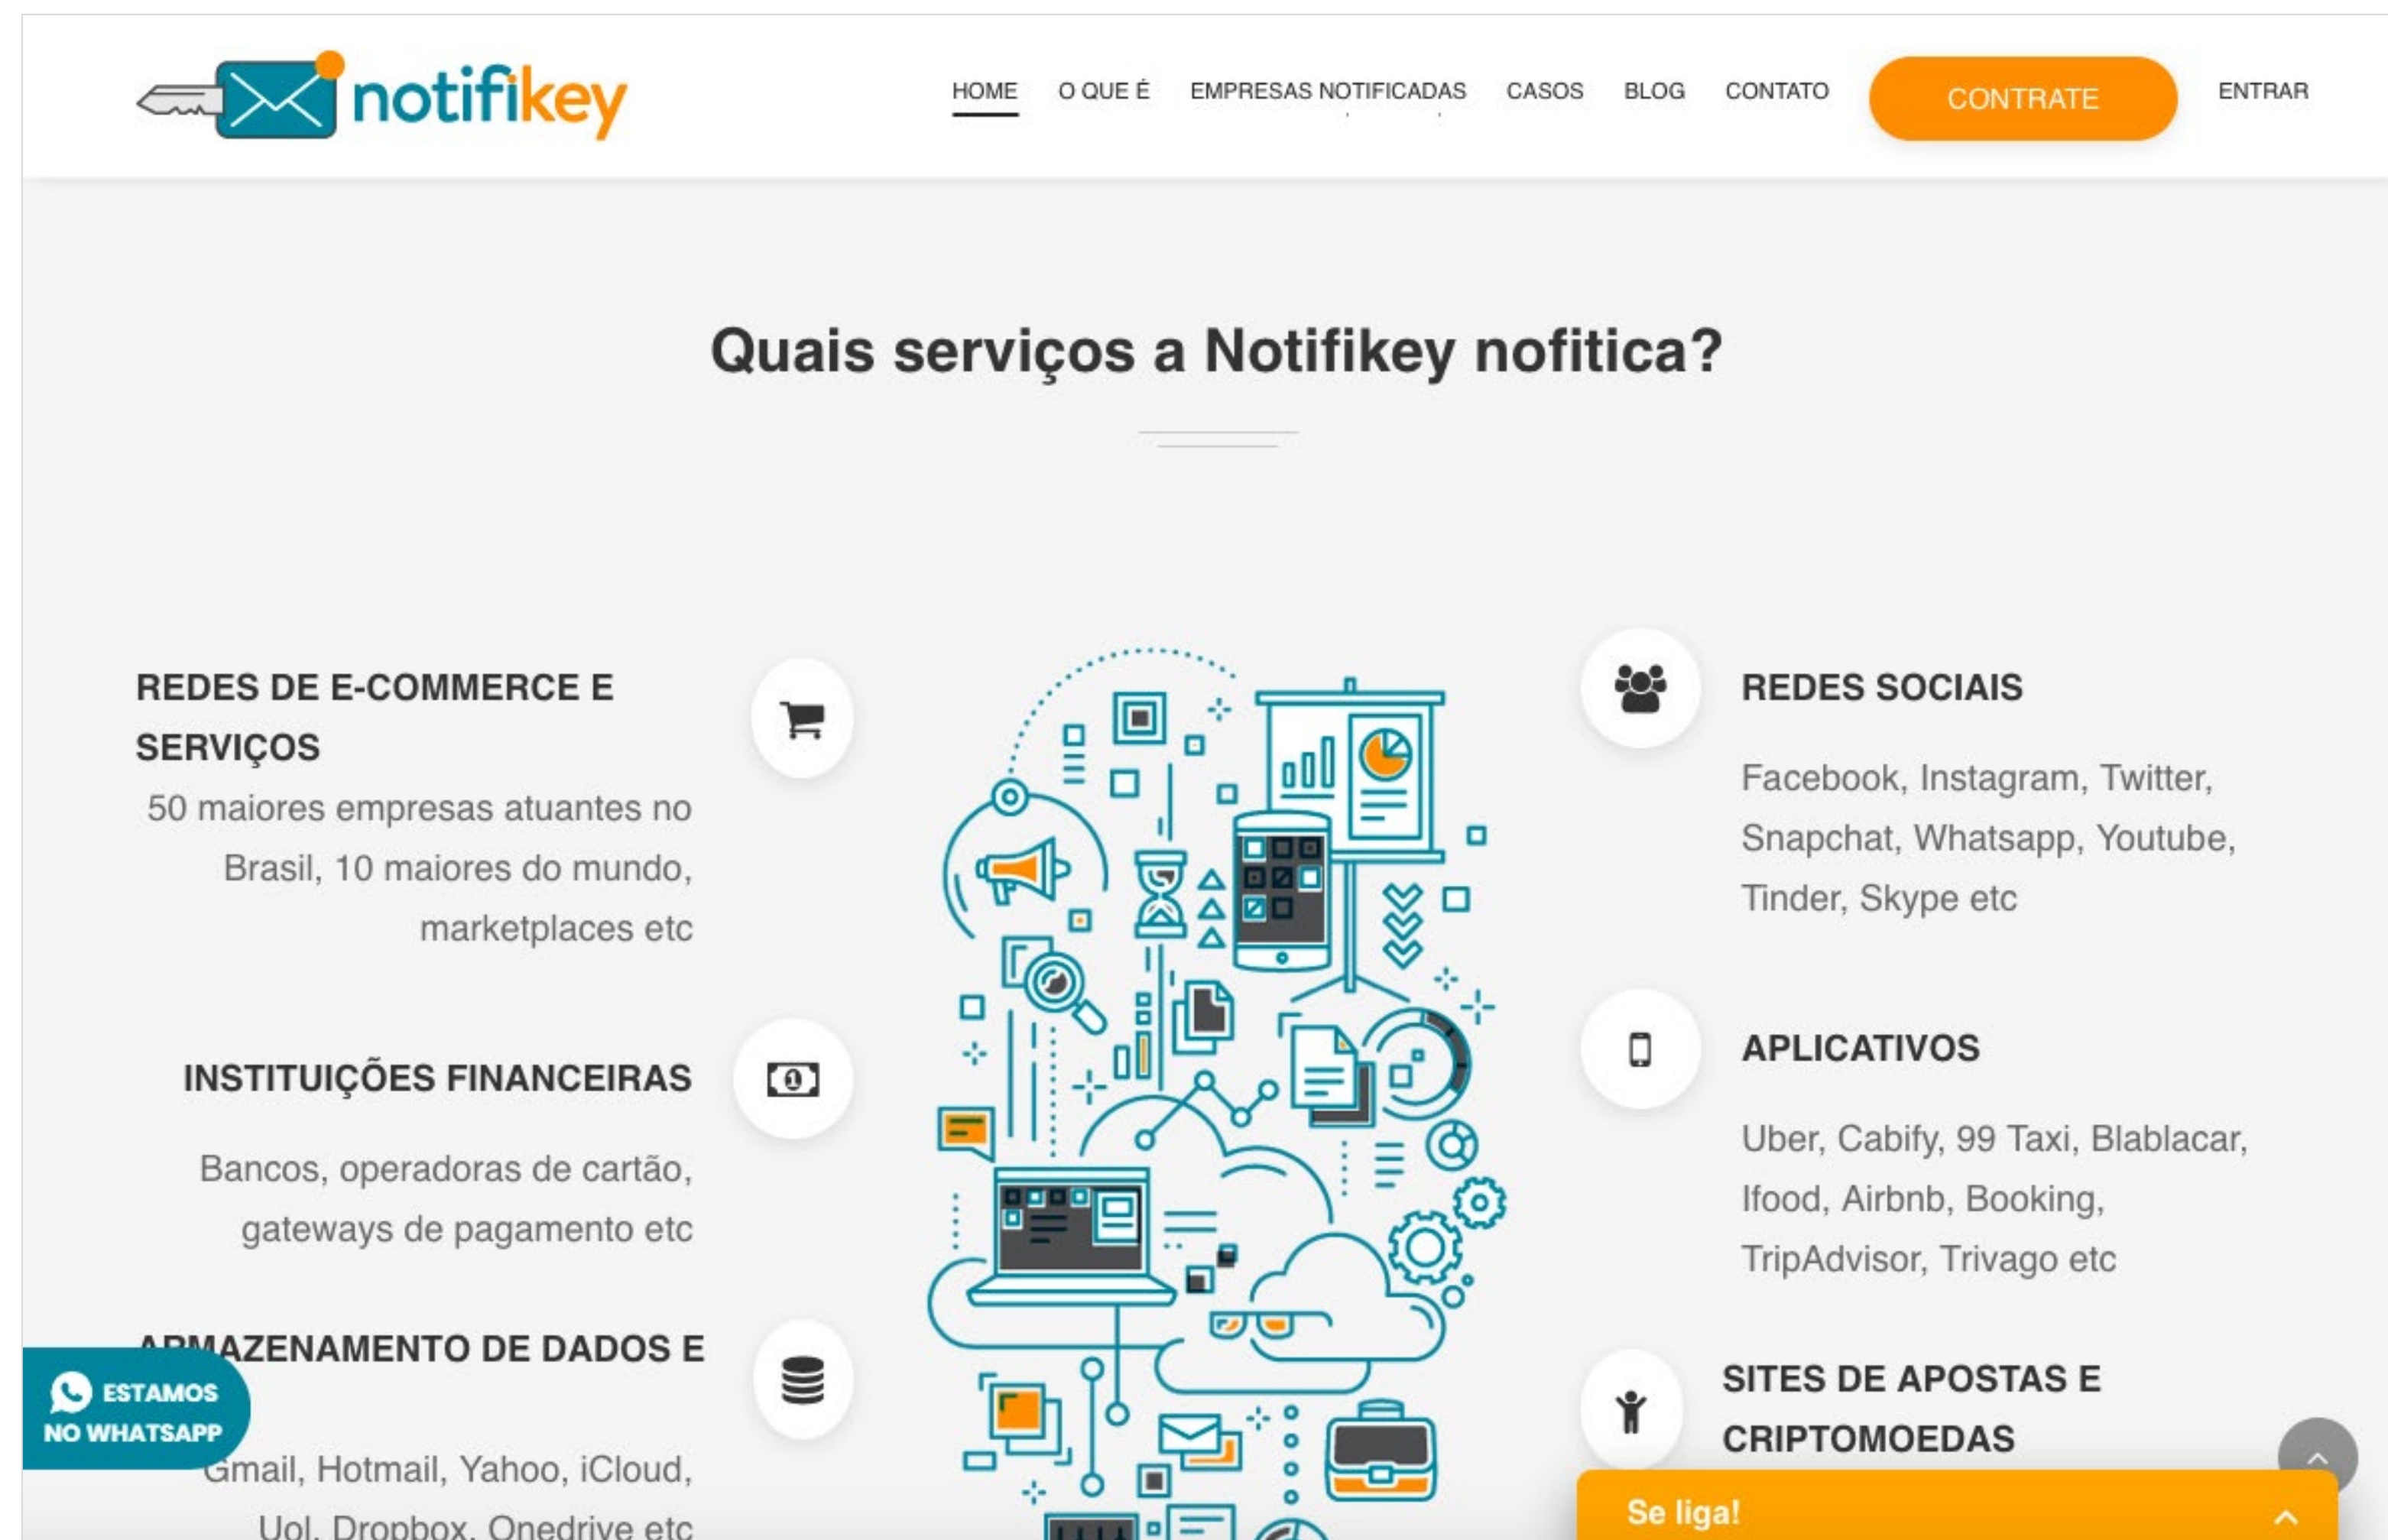 notifikey
HOME O QUE É EMPRESAS NOTIFICADAS CASOS BLOG CONTATO CONTRATE ENTRAR
Quais serviços a Notifikey nofitica?
REDES DE E-COMMERCE E
SERVIÇOS
50 maiores empresas atuantes no
Brasil, 10 maiores do mundo,
marketplaces etc
INSTITUIÇÕES FINANCEIRAS
Bancos, operadoras de cartão,
gateways de pagamento etc
ARMAZENAMENTO DE DADOS E
Gmail, Hotmail, Yahoo, iCloud,
Uol, Dropbox, Onedrive etc
REDES SOCIAIS
Facebook, Instagram, Twitter,
Snapchat, Whatsapp, Youtube,
Tinder, Skype etc
APLICATIVOS
Uber, Cabify, 99 Taxi, Blablacar,
Ifood, Airbnb, Booking,
TripAdvisor, Trivago etc
SITES DE APOSTAS E
CRIPTOMOEDAS
ESTAMOS
NO WHATSAPP
Se liga!